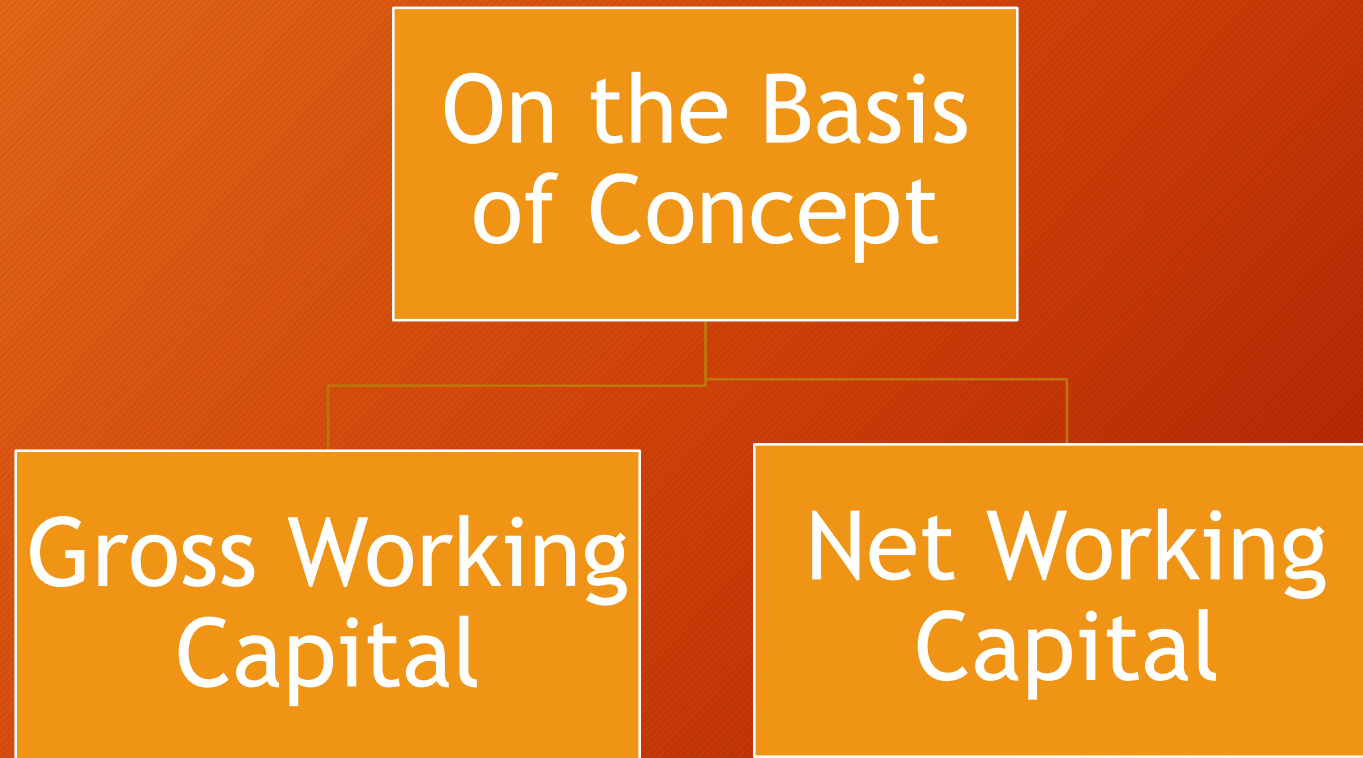 On the Basis
of Concept
Gross Working
Capital
Net Working
Capital